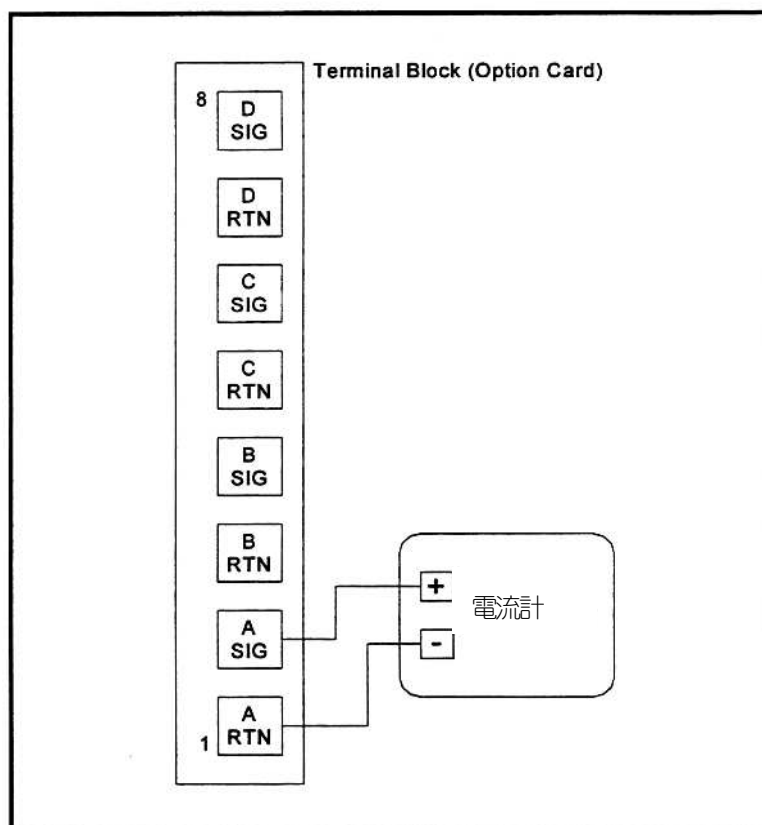 Terminal Block (Option Card)
8
D
SIG
D
RTN
C
SIG
C
RTN
B
SIG
B
RTN
+
電流計
A
SIG
-
A
RTN
1